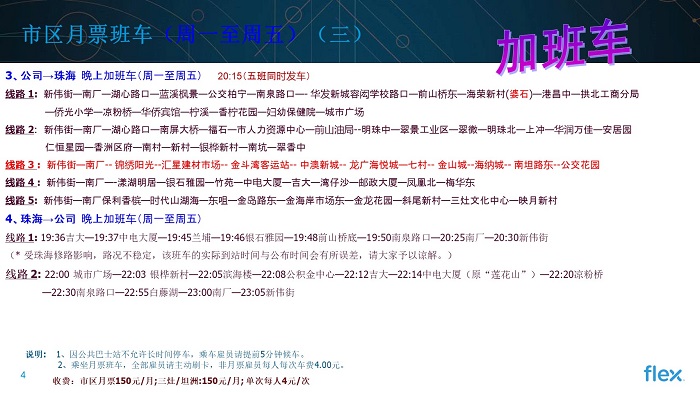 市区月票班车（周一至周五）（三）
加班车
3、公司→珠海 晚上加班车(周一至周五) 20:15(五班同时发车)
线路 1: 新伟街—南厂—湖心路口—蓝溪枫景—公交柏宁—南泉路口—- 华发新城容闳学校路口—前山桥东—海荣新村(婆石)—港昌中—拱北工商分局
—侨光小学—凉粉桥—华侨宾馆—柠溪—香柠花园—妇幼保健院—城市广场
线路 2: 新伟街—南厂—湖心路口—南屏大桥—福石—市人力资源中心—前山油局--明珠中—翠景工业区—翠微—明珠北—上冲—华润万佳—安居园
仁恒星园—香洲区府—南村—新村—银桦新村—南坑—翠香中
线路 3 : 新伟街—南厂-- 锦绣阳光--汇星建材市场-- 金斗湾客运站-- 中澳新城-- 龙广海悦城—七村-- 金山城--海纳城-- 南坦路东--公交花园
线路 4 : 新伟街—南厂—-漾湖明居—银石雅园—竹苑—中电大厦—吉大—湾仔沙—邮政大厦—凤凰北—梅华东
线路 5: 新伟街—南厂保利香槟—时代山湖海—东咀—金岛路东—金海岸市场东—金龙花园—斜尾新村—三灶文化中心—映月新村
4、珠海→公司 晚上加班车(周一至周五)
线路 1: 19:36吉大—19:37中电大厦—19:45兰埔—19:46银石雅园—19:48前山桥底—19:50南泉路口—20:25南厂—20:30新伟街
（* 受珠海修路影响，路况不稳定，该班车的实际到站时间与公布时间会有所误差，请大家予以谅解。）
线路 2: 22:00 城市广场—22:03 银桦新村—22:05滨海楼—22:08公积金中心—22:12吉大—22:14中电大厦（原“莲花山”）—22:20凉粉桥
—22:30南泉路口—22:55白藤湖—23:00南厂—23:05新伟街
说明: 1、因公共巴士站不允许长时间停车，乘车雇员请提前5分钟候车。
2、乘坐月票班车，全部雇员请主动刷卡，非月票雇员每人每次车费4.00元。
收费：市区月票150元/月;三灶/坦洲:150元/月; 单次每人4元/次
4
flex